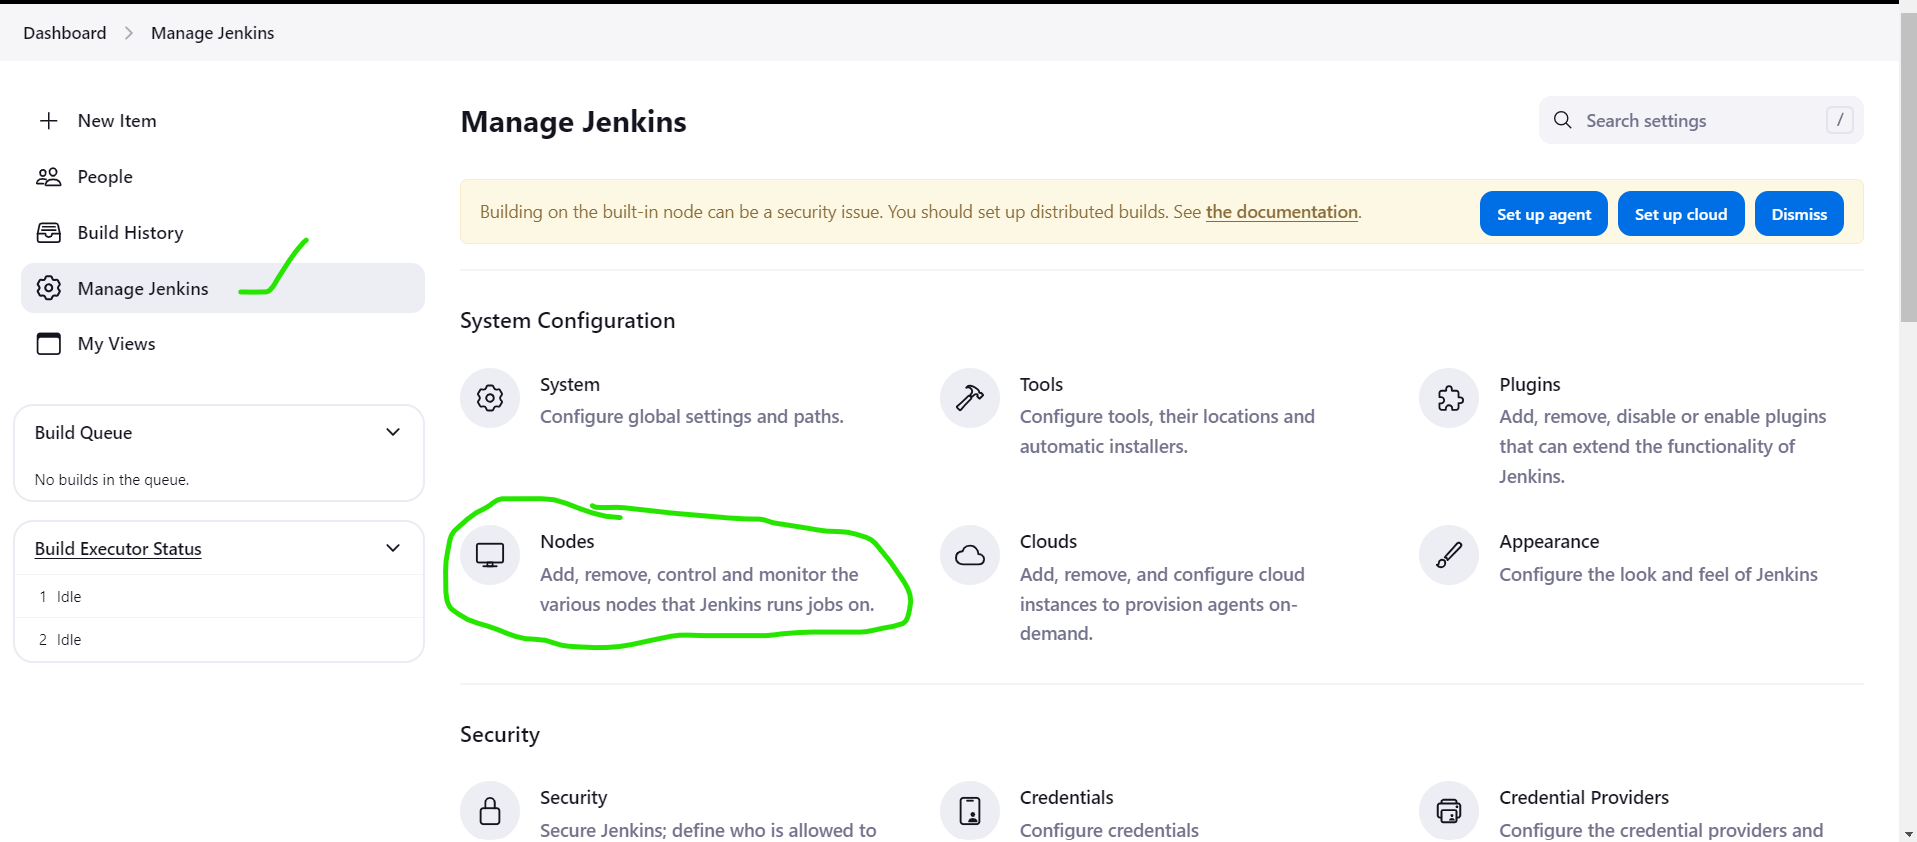 Dashboard > Manage Jenkins
New Item
People
Build History
Manage Jenkins
My Views
Build Queue
No builds in the queue.
Build Executor Status
1 Idle
2 Idle
Manage Jenkins
Search settings /
Building on the built-in node can be a security issue. You should set up distributed builds. See the documentation.
Set up agent
Set up cloud
Dismiss
System Configuration
System
Configure global settings and paths.
Tools
Configure tools, their locations and
automatic installers.
Plugins
Add, remove, disable or enable plugins
that can extend the functionality of
Jenkins.
Nodes
Add, remove, control and monitor the
various nodes that Jenkins runs jobs on.
Clouds
Add, remove, and configure cloud
instances to provision agents on-
demand.
Appearance
Configure the look and feel of Jenkins
Security
Security
Secure Jenkins; define who is allowed to
Credentials
Configure credentials
Credential Providers
Configure the credential providers and